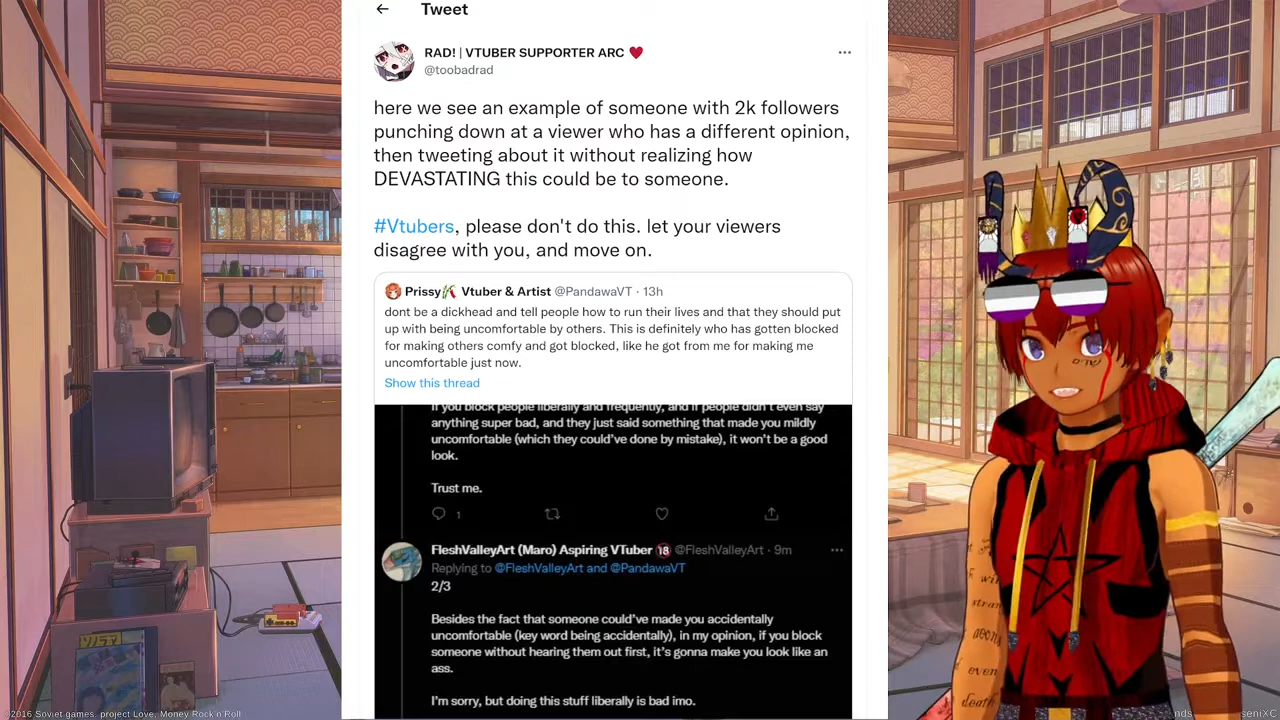 Tweet
RAD! | VTUBER SUPPORTER ARC
@toobadrad
here we see an example of someone with 2k followers
punching down at a viewer who has a different opinion,
then tweeting about it without realizing how
DEVASTATING this could be to someone.
#Vtubers, please don't do this. let your viewers
disagree with you, and move on.
Prissy Vtuber & Artist @PandawaVT · 13h
dont be a dickhead and tell people how to run their lives and that they should put
up with being uncomfortable by others. This is definitely who has gotten blocked
for making others comfy and got blocked, like he got from me for making me
uncomfortable just now.
Show this thread
If you block people liberally and frequently, and if people didn't even say
anything super bad, and they just said something that made you mildly
uncomfortable (which they could've done by mistake), it won't be a good
look.
Trust me.
1
FleshValleyArt (Maro) Aspiring VTuber 🔞 @FleshValleyArt · 9m
Replying to @FleshValleyArt and @PandawaVT
2/3
Besides the fact that someone could've made you accidentally
uncomfortable (key word being accidentally), in my opinion, if you block
someone without hearing them out first, it's gonna make you look like an
ass.
I'm sorry, but doing this stuff liberally is bad imo.
2016 Soviet games. project Love, Money Rock'n'Roll
nds
seniXC
even
death